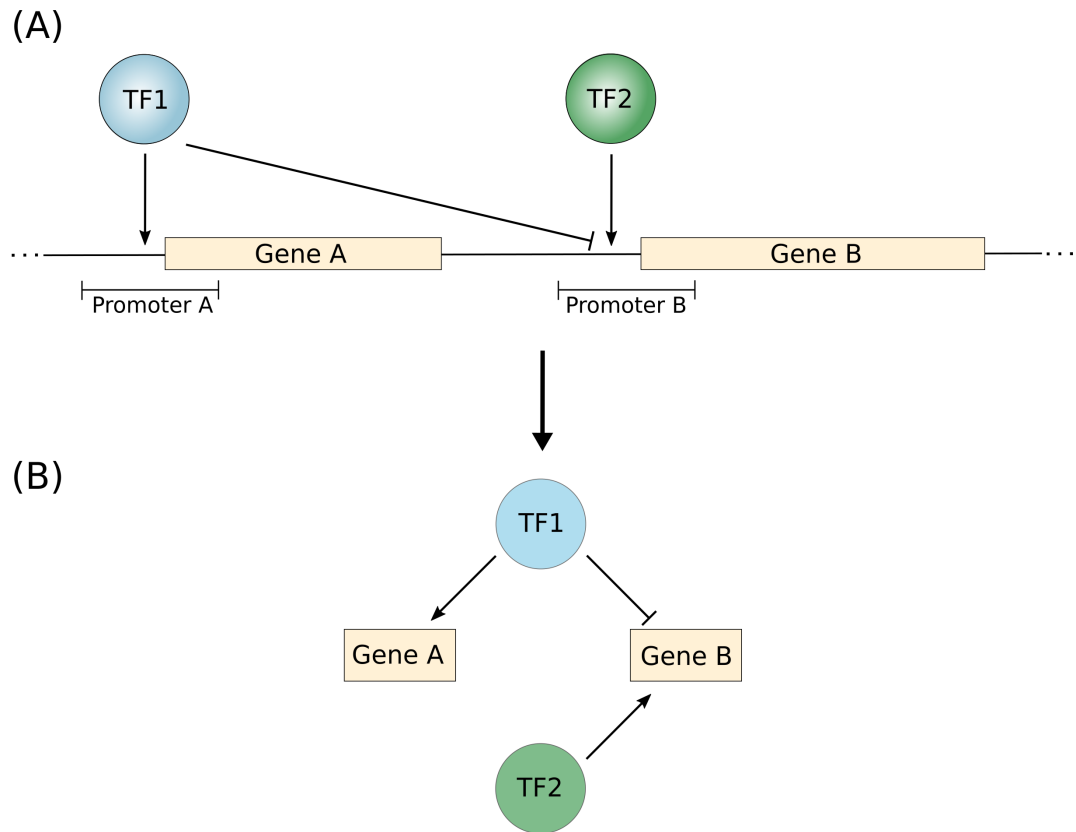 (A)
TF1
TF2
...
Gene A
Gene B
...
Promoter A
Promoter B
(B)
TF1
Gene A
Gene B
TF2